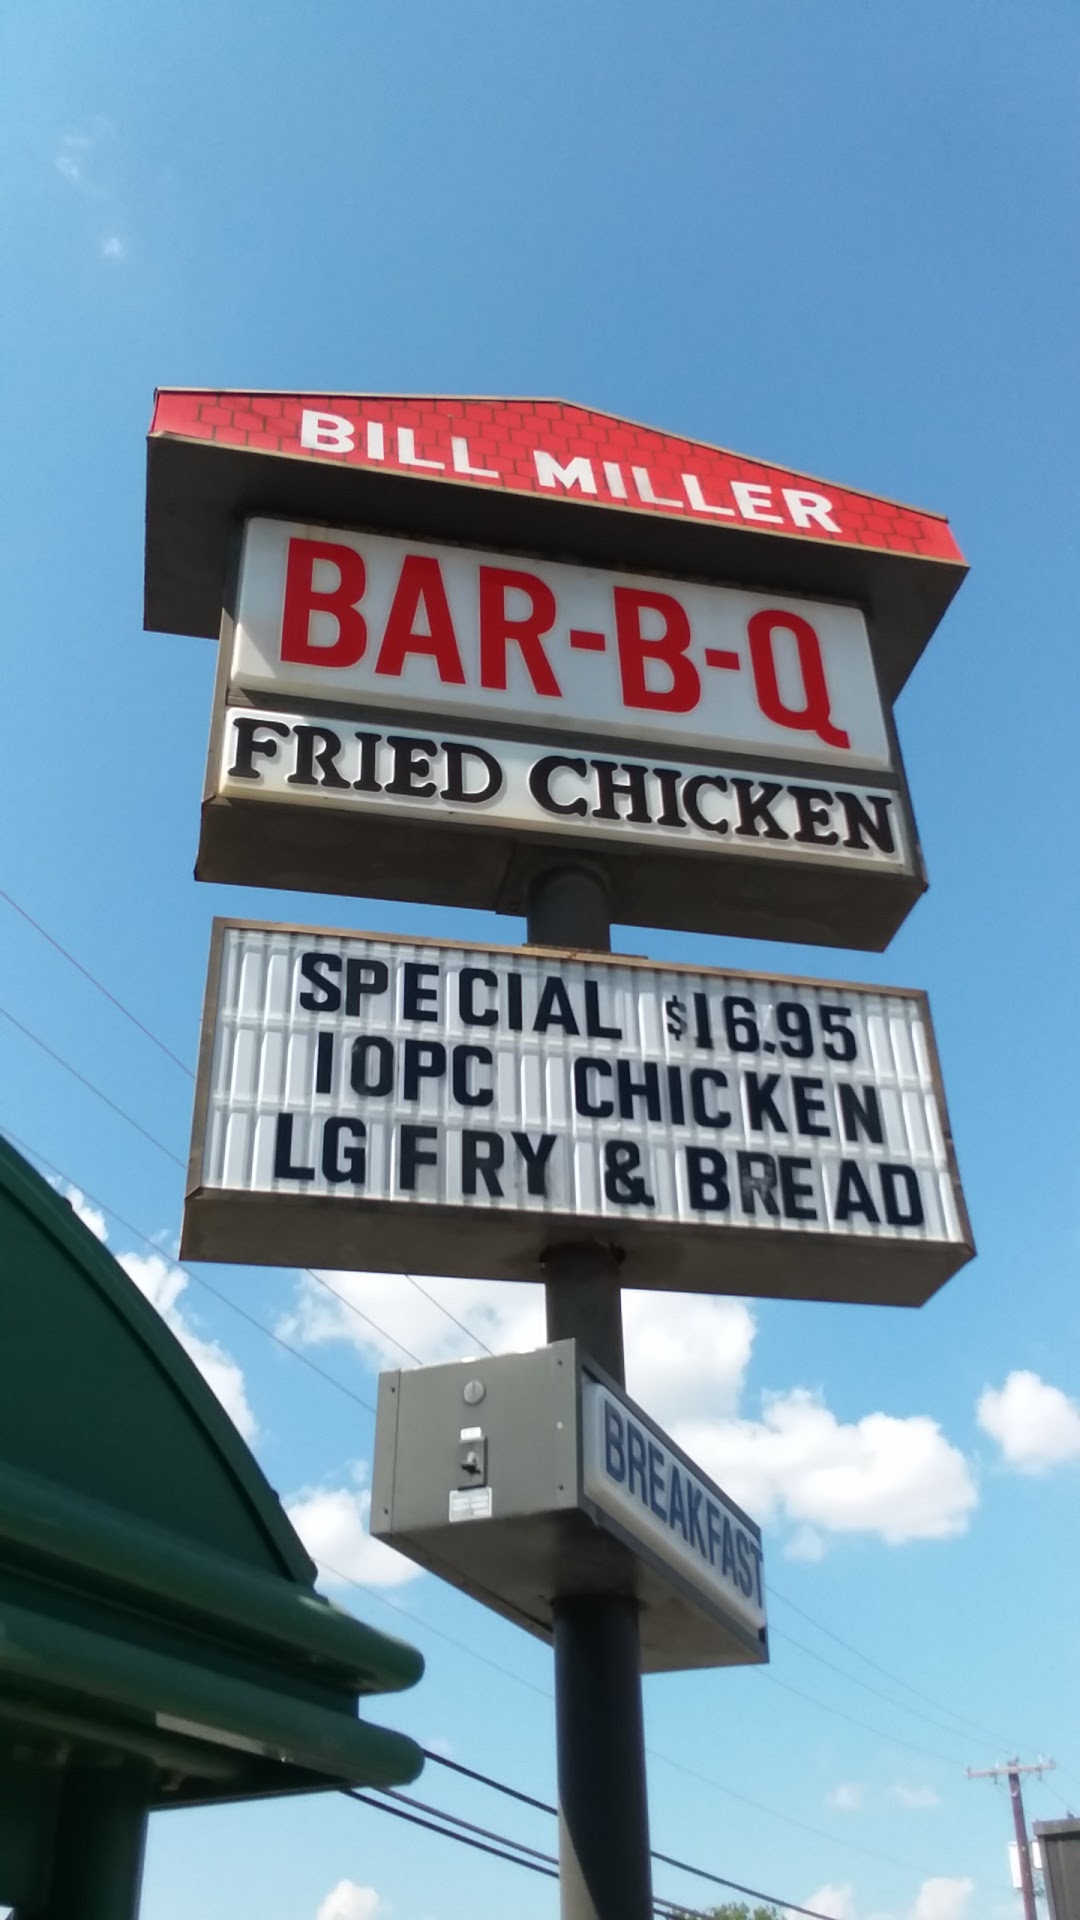 BILL MILLER
BAR-B-Q
FRIED CHICKEN
SPECIAL $16.95
10PC CHICKEN
LG FRY & BREAD
BREAKFAST